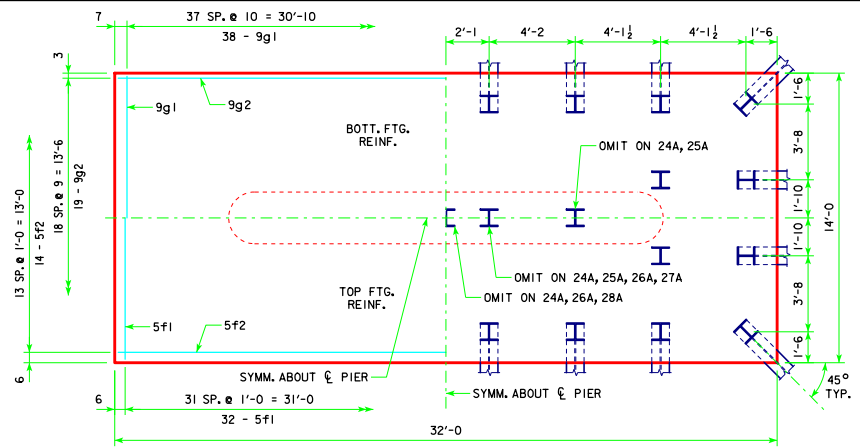 7
37 SP. @ 10 = 30'-10
38 - 9g1
2'-1
4'-2
4'-1½
4'-1½
1'-6
3
18 SP. @ 9 = 13'-6
19 - 9g2
13 SP. @ 1'-0 = 13'-0
14 - 5f2
6
9g1
9g2
BOTT. FTG.
REINF.
OMIT ON 24A, 25A
1'-6
3'-8
1'-10
1'-10
3'-8
1'-6
14'-0
OMIT ON 24A, 25A, 26A, 27A
OMIT ON 24A, 26A, 28A
TOP FTG.
REINF.
5f1
5f2
SYMM. ABOUT ℄ PIER
SYMM. ABOUT ℄ PIER
45°
TYP.
6
31 SP. @ 1'-0 = 31'-0
32 - 5f1
32'-0